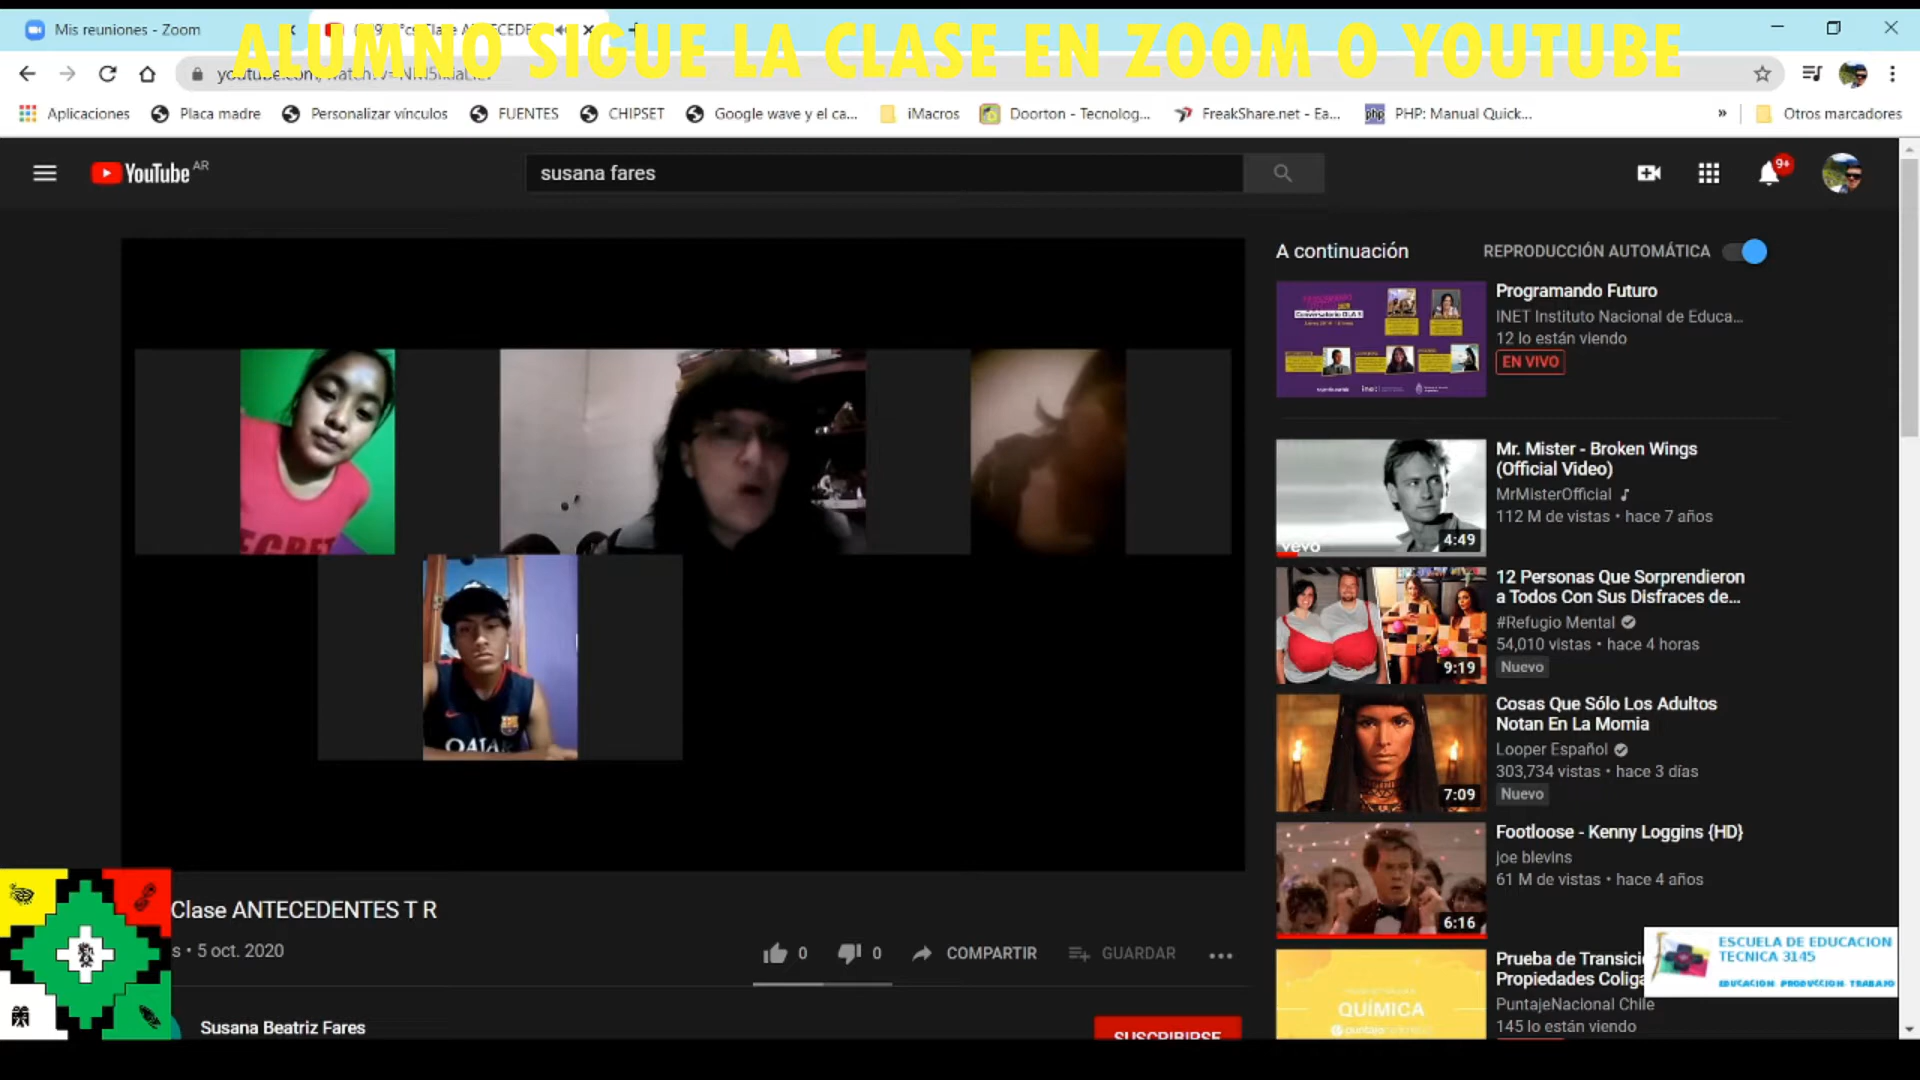 ALUMNO SIGUE LA CLASE EN ZOOM O YOUTUBE
Mis reuniones - Zoom
Aplicaciones
Placa madre
Personalizar vínculos
FUENTES
CHIPSET
Google wave y el ca...
iMacros
Doorton - Tecnolog...
FreakShare.net - Ea...
PHP: Manual Quick...
»
Otros marcadores
YouTube AR
susana fares
9+
A continuación
REPRODUCCIÓN AUTOMÁTICA
Programando Futuro
INET Instituto Nacional de Educa...
12 lo están viendo
EN VIVO
Mr. Mister - Broken Wings
(Official Video)
MrMisterOfficial
112 M de vistas • hace 7 años
vevo
4:49
12 Personas Que Sorprendieron
a Todos Con Sus Disfraces de...
#Refugio Mental
54,010 vistas • hace 4 horas
Nuevo
9:19
Cosas Que Sólo Los Adultos
Notan En La Momia
Looper Español
303,734 vistas • hace 3 días
Nuevo
7:09
Footloose - Kenny Loggins {HD}
joe blevins
61 M de vistas • hace 4 años
6:16
Prueba de Transici
Propiedades Coliga
PuntajeNacional Chile
145 lo están viendo
QUÍMICA
ESCUELA DE EDUCACION
TECNICA 3145
EDUCACION PRODUCCION TRABAJO
Clase ANTECEDENTES T R
s • 5 oct. 2020
0
0
COMPARTIR
GUARDAR
Susana Beatriz Fares
SUSCRIBIRSE